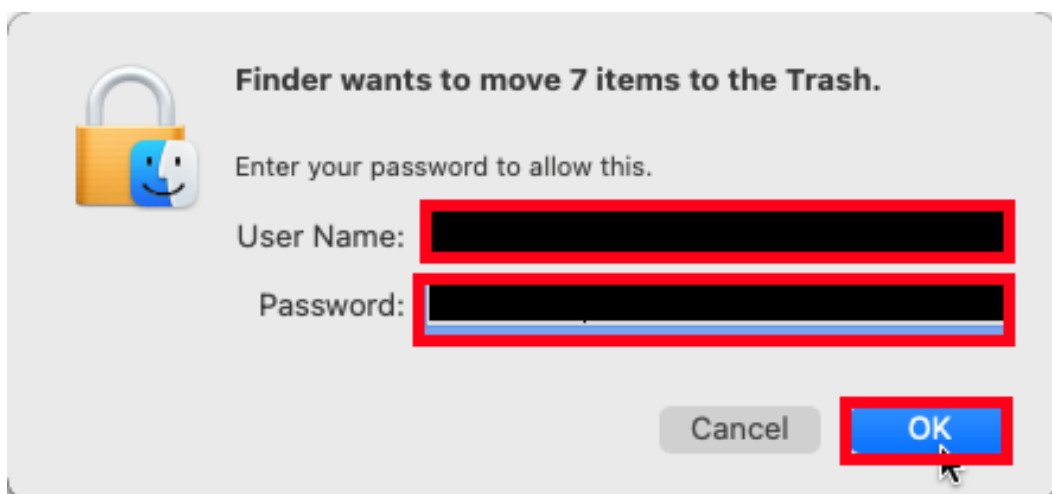 Finder wants to move 7 items to the Trash.
Enter your password to allow this.
User Name:
Password:
Cancel
OK